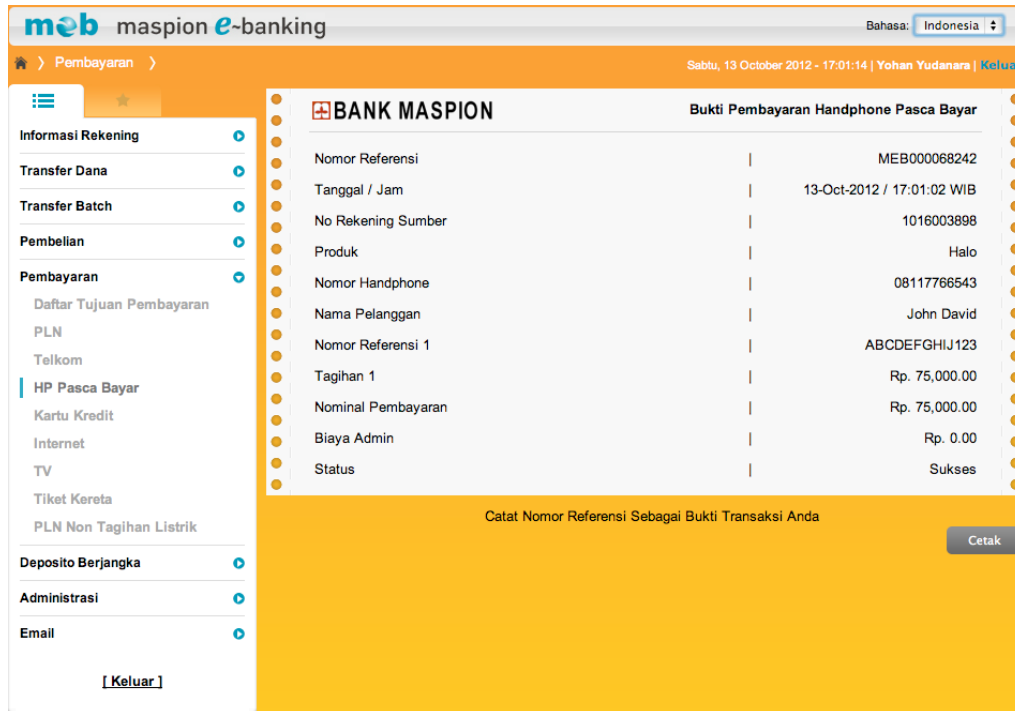 meb maspion e-banking
Bahasa: Indonesia
Pembayaran
Sabtu, 13 October 2012 - 17:01:14 | Yohan Yudanara | Kelua
Informasi Rekening
Transfer Dana
Transfer Batch
Pembelian
Pembayaran
Daftar Tujuan Pembayaran
PLN
Telkom
HP Pasca Bayar
Kartu Kredit
Internet
TV
Tiket Kereta
PLN Non Tagihan Listrik
Deposito Berjangka
Administrasi
Email
[ Keluar ]
BANK MASPION
Bukti Pembayaran Handphone Pasca Bayar
Nomor Referensi | MEB000068242
Tanggal / Jam | 13-Oct-2012 / 17:01:02 WIB
No Rekening Sumber | 1016003898
Produk | Halo
Nomor Handphone | 08117766543
Nama Pelanggan | John David
Nomor Referensi 1 | ABCDEFGHIJ123
Tagihan 1 | Rp. 75,000.00
Nominal Pembayaran | Rp. 75,000.00
Biaya Admin | Rp. 0.00
Status | Sukses
Catat Nomor Referensi Sebagai Bukti Transaksi Anda
Cetak